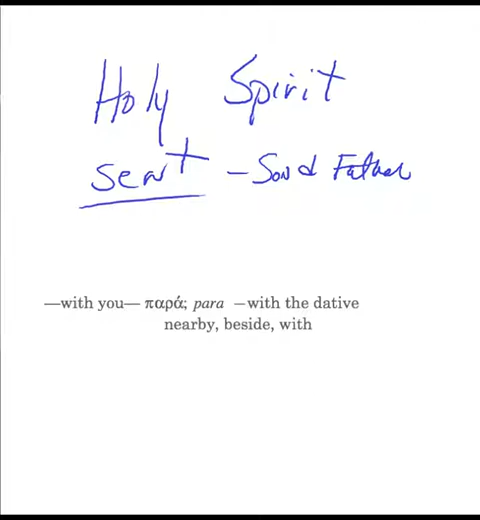 Holy Spirit
sent – Son & Father
—with you— παρά; para –with the dative
nearby, beside, with